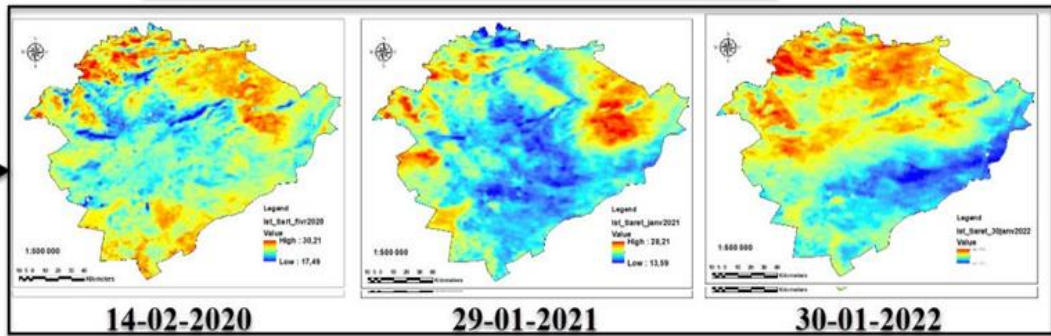 Legend
lst_tiaret_fivr2020
Value
High : 30,21
Low : 17,49
1:500 000
Kilometers
14-02-2020
Legend
lst_tiaret_janv2021
Value
High : 28,21
Low : 13,59
1:500 000
Kilometers
29-01-2021
Legend
lst_tiaret_30janv2022
Value
1:500 000
Kilometers
30-01-2022